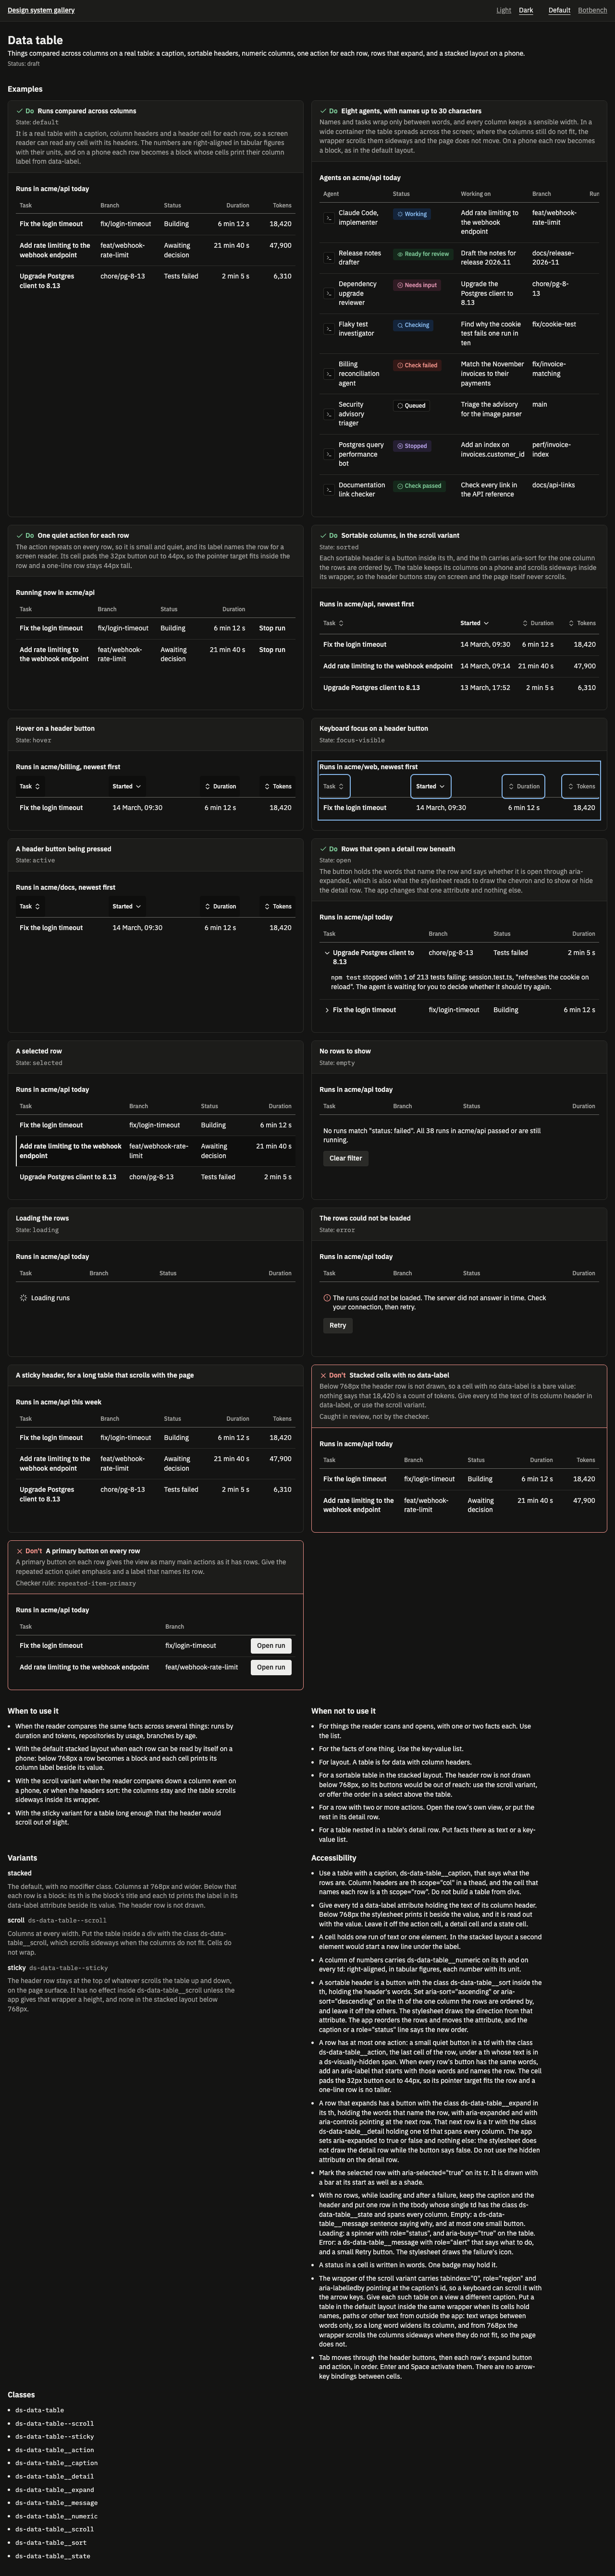 Design system gallery
Light Dark Default Botbench
Data table
Things compared across columns on a real table: a caption, sortable headers, numeric columns, one action for each row, rows that expand, and a stacked layout on a phone.
Status: draft
Examples
Do Runs compared across columns
State: default
It is a real table with a caption, column headers and a header cell for each row, so a screen
reader can read any cell with its headers. The numbers are right-aligned in tabular figures
with their units, and on a phone each row becomes a block whose cells print their column
label from data-label.
Runs in acme/api today
Task Branch Status Duration Tokens
Fix the login timeout fix/login-timeout Building 6 min 12 s 18,420
Add rate limiting to the feat/webhook- Awaiting 21 min 40 s 47,900
webhook endpoint rate-limit decision
Upgrade Postgres chore/pg-8-13 Tests failed 2 min 5 s 6,310
client to 8.13
Do Eight agents, with names up to 30 characters
Names and tasks wrap only between words, and every column keeps a sensible width. In a
wide container the table spreads across the screen; where the columns still do not fit, the
wrapper scrolls them sideways and the page does not move. On a phone each row becomes
a block, as in the default layout.
Agents on acme/api today
Agent Status Working on Branch Run
Claude Code, Working Add rate limiting to feat/webhook-
implementer the webhook rate-limit
endpoint
Release notes Ready for review Draft the notes for docs/release-
drafter release 2026.11 2026-11
Dependency Needs input Upgrade the chore/pg-8-
upgrade Postgres client to 13
reviewer 8.13
Flaky test Checking Find why the cookie fix/cookie-test
investigator test fails one run in
ten
Billing Check failed Match the November fix/invoice-
reconciliation invoices to their matching
agent payments
Security Queued Triage the advisory main
advisory for the image parser
triager
Postgres query Stopped Add an index on perf/invoice-
performance invoices.customer_id index
bot
Documentation Check passed Check every link in docs/api-links
link checker the API reference
Do One quiet action for each row
The action repeats on every row, so it is small and quiet, and its label names the row for a
screen reader. Its cell pads the 32px button out to 44px, so the pointer target fits inside the
row and a one-line row stays 44px tall.
Running now in acme/api
Task Branch Status Duration
Fix the login timeout fix/login-timeout Building 6 min 12 s Stop run
Add rate limiting to feat/webhook- Awaiting 21 min 40 s Stop run
the webhook endpoint rate-limit decision
Do Sortable columns, in the scroll variant
State: sorted
Each sortable header is a button inside its th, and the th carries aria-sort for the column
the rows are ordered by. The table keeps its columns on a phone and scrolls sideways inside
its wrapper, so the header buttons stay on screen and the page itself never scrolls.
Runs in acme/api, newest first
Task Started Duration Tokens
Fix the login timeout 14 March, 09:30 6 min 12 s 18,420
Add rate limiting to the webhook endpoint 14 March, 09:14 21 min 40 s 47,900
Upgrade Postgres client to 8.13 13 March, 17:52 2 min 5 s 6,310
Hover on a header button
State: hover
Runs in acme/billing, newest first
Task Started Duration Tokens
Fix the login timeout 14 March, 09:30 6 min 12 s 18,420
Keyboard focus on a header button
State: focus-visible
Runs in acme/web, newest first
Task Started Duration Tokens
Fix the login timeout 14 March, 09:30 6 min 12 s 18,420
A header button being pressed
State: active
Runs in acme/docs, newest first
Task Started Duration Tokens
Fix the login timeout 14 March, 09:30 6 min 12 s 18,420
Do Rows that open a detail row beneath
State: open
The button holds the words that name the row and says whether it is open through aria-
expanded, which is also what the stylesheet reads to draw the chevron and to show or hide
the detail row. The app changes that one attribute and nothing else.
Runs in acme/api today
Task Branch Status Duration
Upgrade Postgres client to chore/pg-8-13 Tests failed 2 min 5 s
8.13
npm test stopped with 1 of 213 tests failing: session.test.ts, "refreshes the cookie on
reload". The agent is waiting for you to decide whether it should try again.
Fix the login timeout fix/login-timeout Building 6 min 12 s
A selected row
State: selected
Runs in acme/api today
Task Branch Status Duration
Fix the login timeout fix/login-timeout Building 6 min 12 s
Add rate limiting to the webhook feat/webhook-rate- Awaiting 21 min 40 s
endpoint limit decision
Upgrade Postgres client to 8.13 chore/pg-8-13 Tests failed 2 min 5 s
No rows to show
State: empty
Runs in acme/api today
Task Branch Status Duration
No runs match "status: failed". All 38 runs in acme/api passed or are still
running.
Clear filter
Loading the rows
State: loading
Runs in acme/api today
Task Branch Status Duration
Loading runs
The rows could not be loaded
State: error
Runs in acme/api today
Task Branch Status Duration
The runs could not be loaded. The server did not answer in time. Check
your connection, then retry.
Retry
A sticky header, for a long table that scrolls with the page
Runs in acme/api this week
Task Branch Status Duration Tokens
Fix the login timeout fix/login-timeout Building 6 min 12 s 18,420
Add rate limiting to the feat/webhook- Awaiting 21 min 40 s 47,900
webhook endpoint rate-limit decision
Upgrade Postgres chore/pg-8-13 Tests failed 2 min 5 s 6,310
client to 8.13
Don't Stacked cells with no data-label
Below 768px the header row is not drawn, so a cell with no data-label is a bare value:
nothing says that 18,420 is a count of tokens. Give every td the text of its column header in
data-label, or use the scroll variant.
Caught in review, not by the checker.
Runs in acme/api today
Task Branch Status Duration Tokens
Fix the login timeout fix/login-timeout Building 6 min 12 s 18,420
Add rate limiting to the feat/webhook- Awaiting 21 min 40 s 47,900
webhook endpoint rate-limit decision
Don't A primary button on every row
A primary button on each row gives the view as many main actions as it has rows. Give the
repeated action quiet emphasis and a label that names its row.
Checker rule: repeated-item-primary
Runs in acme/api today
Task Branch
Fix the login timeout fix/login-timeout Open run
Add rate limiting to the webhook endpoint feat/webhook-rate-limit Open run
When to use it
When the reader compares the same facts across several things: runs by
duration and tokens, repositories by usage, branches by age.
With the default stacked layout when each row can be read by itself on a
phone: below 768px a row becomes a block and each cell prints its
column label beside its value.
With the scroll variant when the reader compares down a column even on
a phone, or when the headers sort: the columns stay and the table scrolls
sideways inside its wrapper.
With the sticky variant for a table long enough that the header would
scroll out of sight.
When not to use it
For things the reader scans and opens, with one or two facts each. Use
the list.
For the facts of one thing. Use the key-value list.
For layout. A table is for data with column headers.
For a sortable table in the stacked layout. The header row is not drawn
below 768px, so its buttons would be out of reach: use the scroll variant,
or offer the order in a select above the table.
For a row with two or more actions. Open the row's own view, or put the
rest in its detail row.
For a table nested in a table's detail row. Put facts there as text or a key-
value list.
Variants
stacked
The default, with no modifier class. Columns at 768px and wider. Below that
each row is a block: its th is the block's title and each td prints the label in its
data-label attribute beside its value. The header row is not drawn.
scroll ds-data-table--scroll
Columns at every width. Put the table inside a div with the class ds-data-
table__scroll, which scrolls sideways when the columns do not fit. Cells do
not wrap.
sticky ds-data-table--sticky
The header row stays at the top of whatever scrolls the table up and down,
on the page surface. It has no effect inside ds-data-table__scroll unless the
app gives that wrapper a height, and none in the stacked layout below
768px.
Accessibility
Use a table with a caption, ds-data-table__caption, that says what the
rows are. Column headers are th scope="col" in a thead, and the cell that
names each row is a th scope="row". Do not build a table from divs.
Give every td a data-label attribute holding the text of its column header.
Below 768px the stylesheet prints it beside the value, and it is read out
with the value. Leave it off the action cell, a detail cell and a state cell.
A cell holds one run of text or one element. In the stacked layout a second
element would start a new line under the label.
A column of numbers carries ds-data-table__numeric on its th and on
every td: right-aligned, in tabular figures, each number with its unit.
A sortable header is a button with the class ds-data-table__sort inside the
th, holding the header's words. Set aria-sort="ascending" or aria-
sort="descending" on the th of the one column the rows are ordered by,
and leave it off the others. The stylesheet draws the direction from that
attribute. The app reorders the rows and moves the attribute, and the
caption or a role="status" line says the new order.
A row has at most one action: a small quiet button in a td with the class
ds-data-table__action, the last cell of the row, under a th whose text is in
a ds-visually-hidden span. When every row's button has the same words,
add an aria-label that starts with those words and names the row. The cell
pads the 32px button out to 44px, so its pointer target fits the row and a
one-line row is no taller.
A row that expands has a button with the class ds-data-table__expand in
its th, holding the words that name the row, with aria-expanded and with
aria-controls pointing at the next row. That next row is a tr with the class
ds-data-table__detail holding one td that spans every column. The app
sets aria-expanded to true or false and nothing else: the stylesheet does
not draw the detail row while the button says false. Do not use the hidden
attribute on the detail row.
Mark the selected row with aria-selected="true" on its tr. It is drawn with
a bar at its start as well as a shade.
With no rows, while loading and after a failure, keep the caption and the
header and put one row in the tbody whose single td has the class ds-
data-table__state and spans every column. Empty: a ds-data-
table__message sentence saying why, and at most one small button.
Loading: a spinner with role="status", and aria-busy="true" on the table.
Error: a ds-data-table__message with role="alert" that says what to do,
and a small Retry button. The stylesheet draws the failure's icon.
A status in a cell is written in words. One badge may hold it.
The wrapper of the scroll variant carries tabindex="0", role="region" and
aria-labelledby pointing at the caption's id, so a keyboard can scroll it with
the arrow keys. Give each such table on a view a different caption. Put a
table in the default layout inside the same wrapper when its cells hold
names, paths or other text from outside the app: text wraps between
words only, so a long word widens its column, and from 768px the
wrapper scrolls the columns sideways where they do not fit, so the page
does not.
Tab moves through the header buttons, then each row's expand button
and action, in order. Enter and Space activate them. There are no arrow-
key bindings between cells.
Classes
ds-data-table
ds-data-table--scroll
ds-data-table--sticky
ds-data-table__action
ds-data-table__caption
ds-data-table__detail
ds-data-table__expand
ds-data-table__message
ds-data-table__numeric
ds-data-table__scroll
ds-data-table__sort
ds-data-table__state